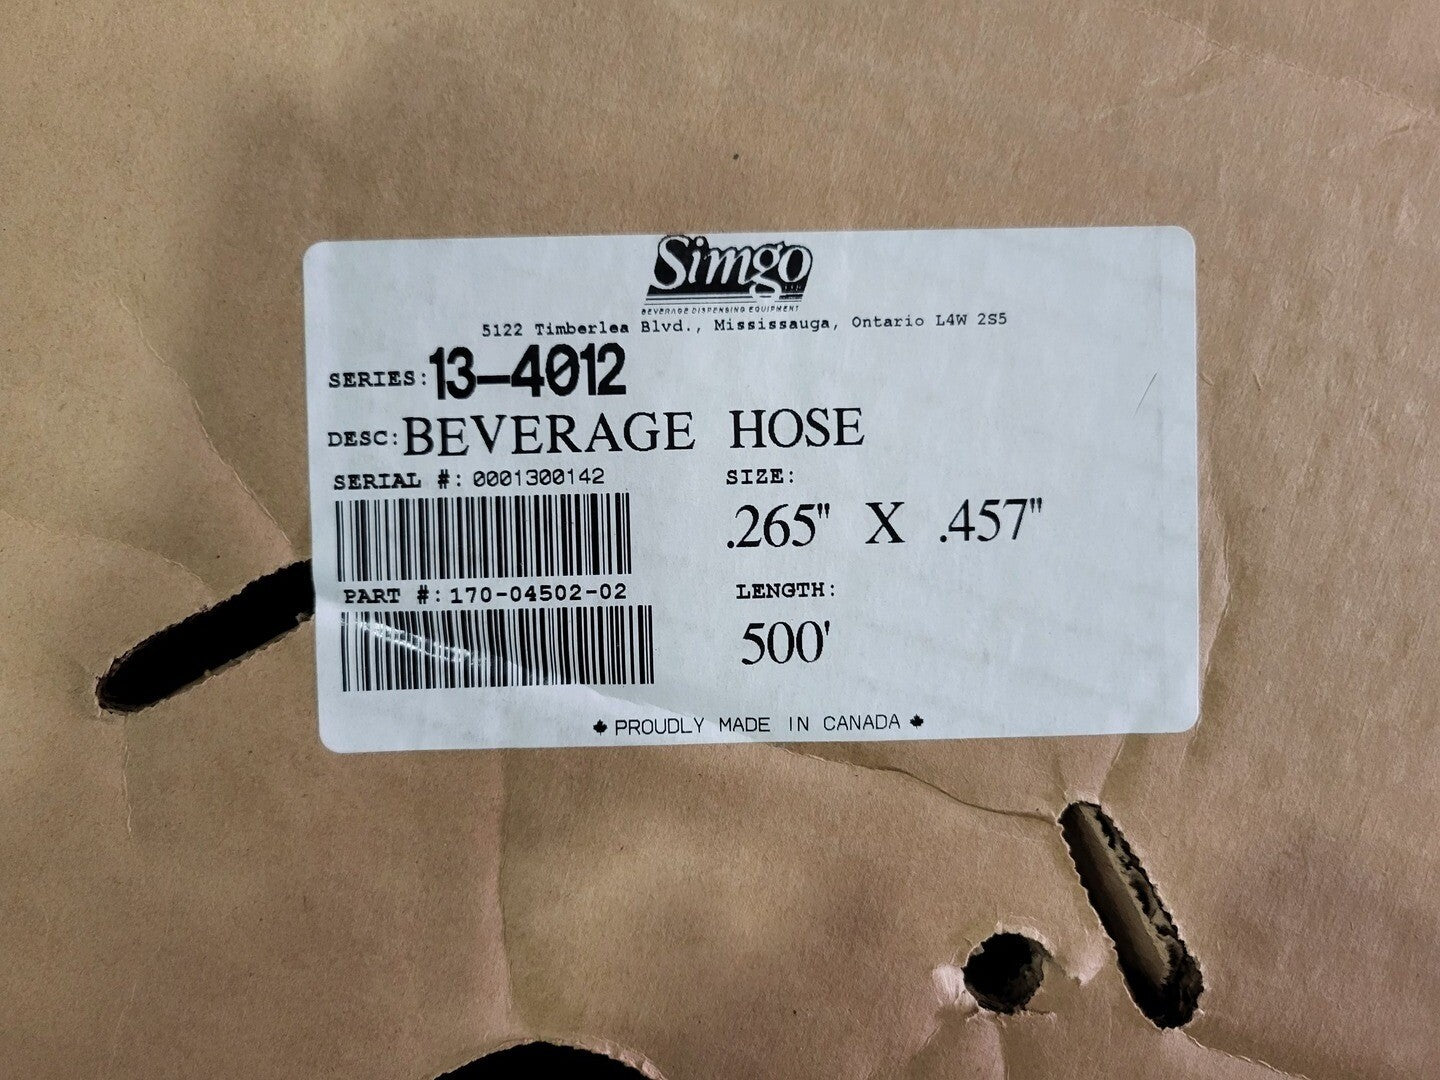 Simgo
BEVERAGE DISPENSING EQUIPMENT
5122 Timberlea Blvd., Mississauga, Ontario L4W 2S5
SERIES: 13-4012
DESC: BEVERAGE HOSE
SERIAL #: 0001300142
SIZE:
.265" X .457"
PART #: 170-04502-02
LENGTH:
500'
PROUDLY MADE IN CANADA